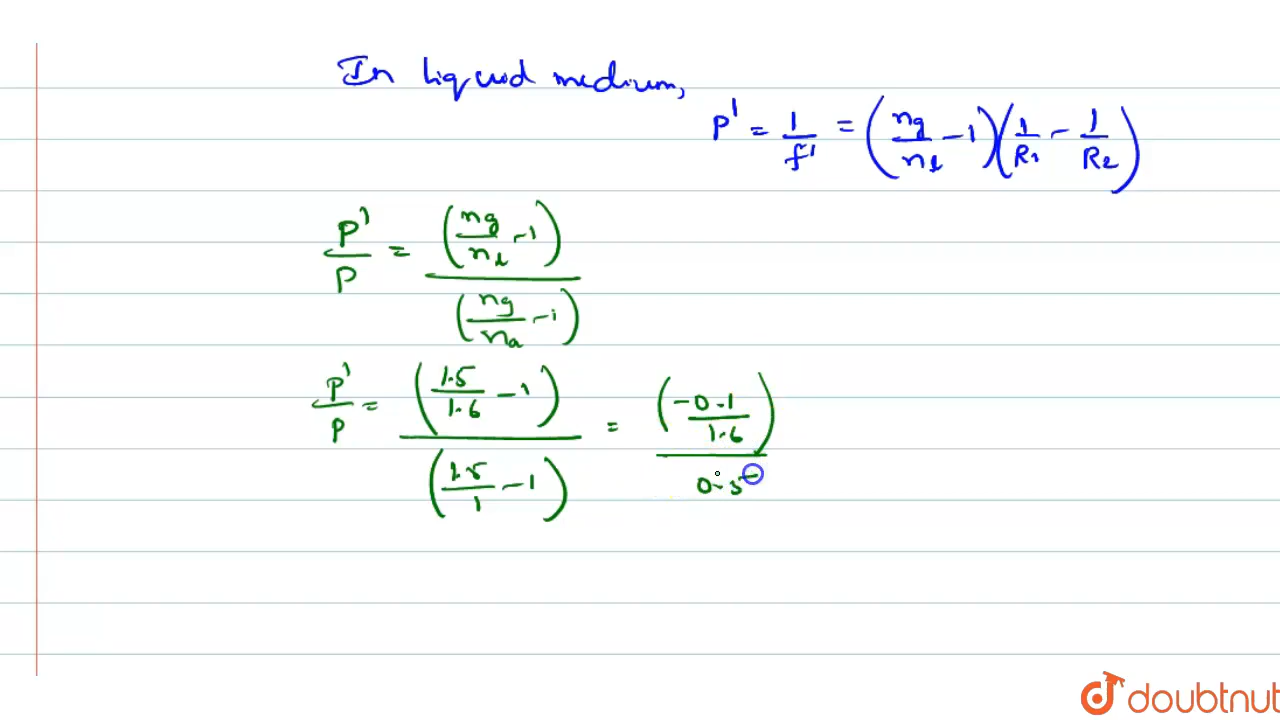 In liquid medium,
P' = 1/f' = (ng/nl - 1)(1/R1 - 1/R2)
P'/P = (ng/nl - 1)/(ng/na - 1)
P'/P = (1.5/1.6 - 1)/(1.5/1 - 1) = (-0.1/1.6)/0.5
doubtnut